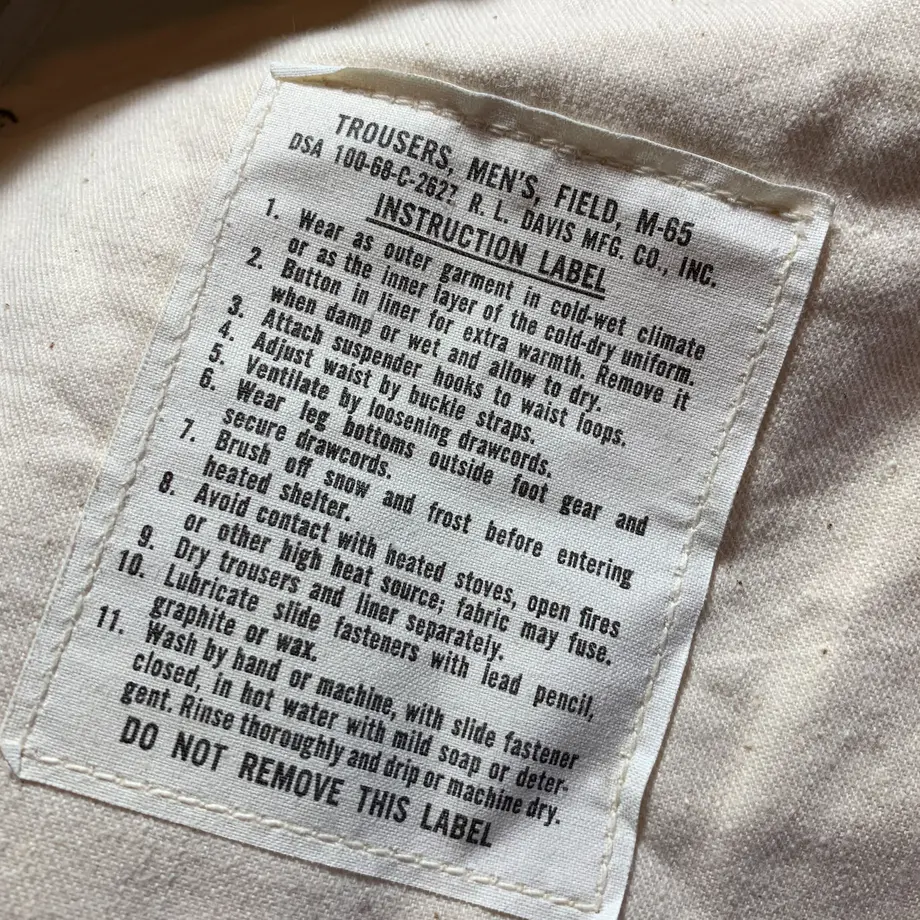 TROUSERS, MEN'S, FIELD, M-65
DSA 100-68-C-2627 R. L. DAVIS MFG. CO., INC.
INSTRUCTION LABEL
1. Wear as outer garment in cold-wet climate
or as the inner layer of the cold-dry uniform.
2. Button in liner for extra warmth. Remove it
when damp or wet and allow to dry.
3. Attach suspender hooks to waist loops.
4. Adjust waist by buckle straps.
5. Ventilate by loosening drawcords.
6. Wear leg bottoms outside foot gear and
secure drawcords.
7. Brush off snow and frost before entering
heated shelter.
8. Avoid contact with heated stoves, open fires
or other high heat source; fabric may fuse.
9. Dry trousers and liner separately.
10. Lubricate slide fasteners with lead pencil,
graphite or wax.
11. Wash by hand or machine, with slide fastener
closed, in hot water with mild soap or deter-
gent. Rinse thoroughly and drip or machine dry.
DO NOT REMOVE THIS LABEL